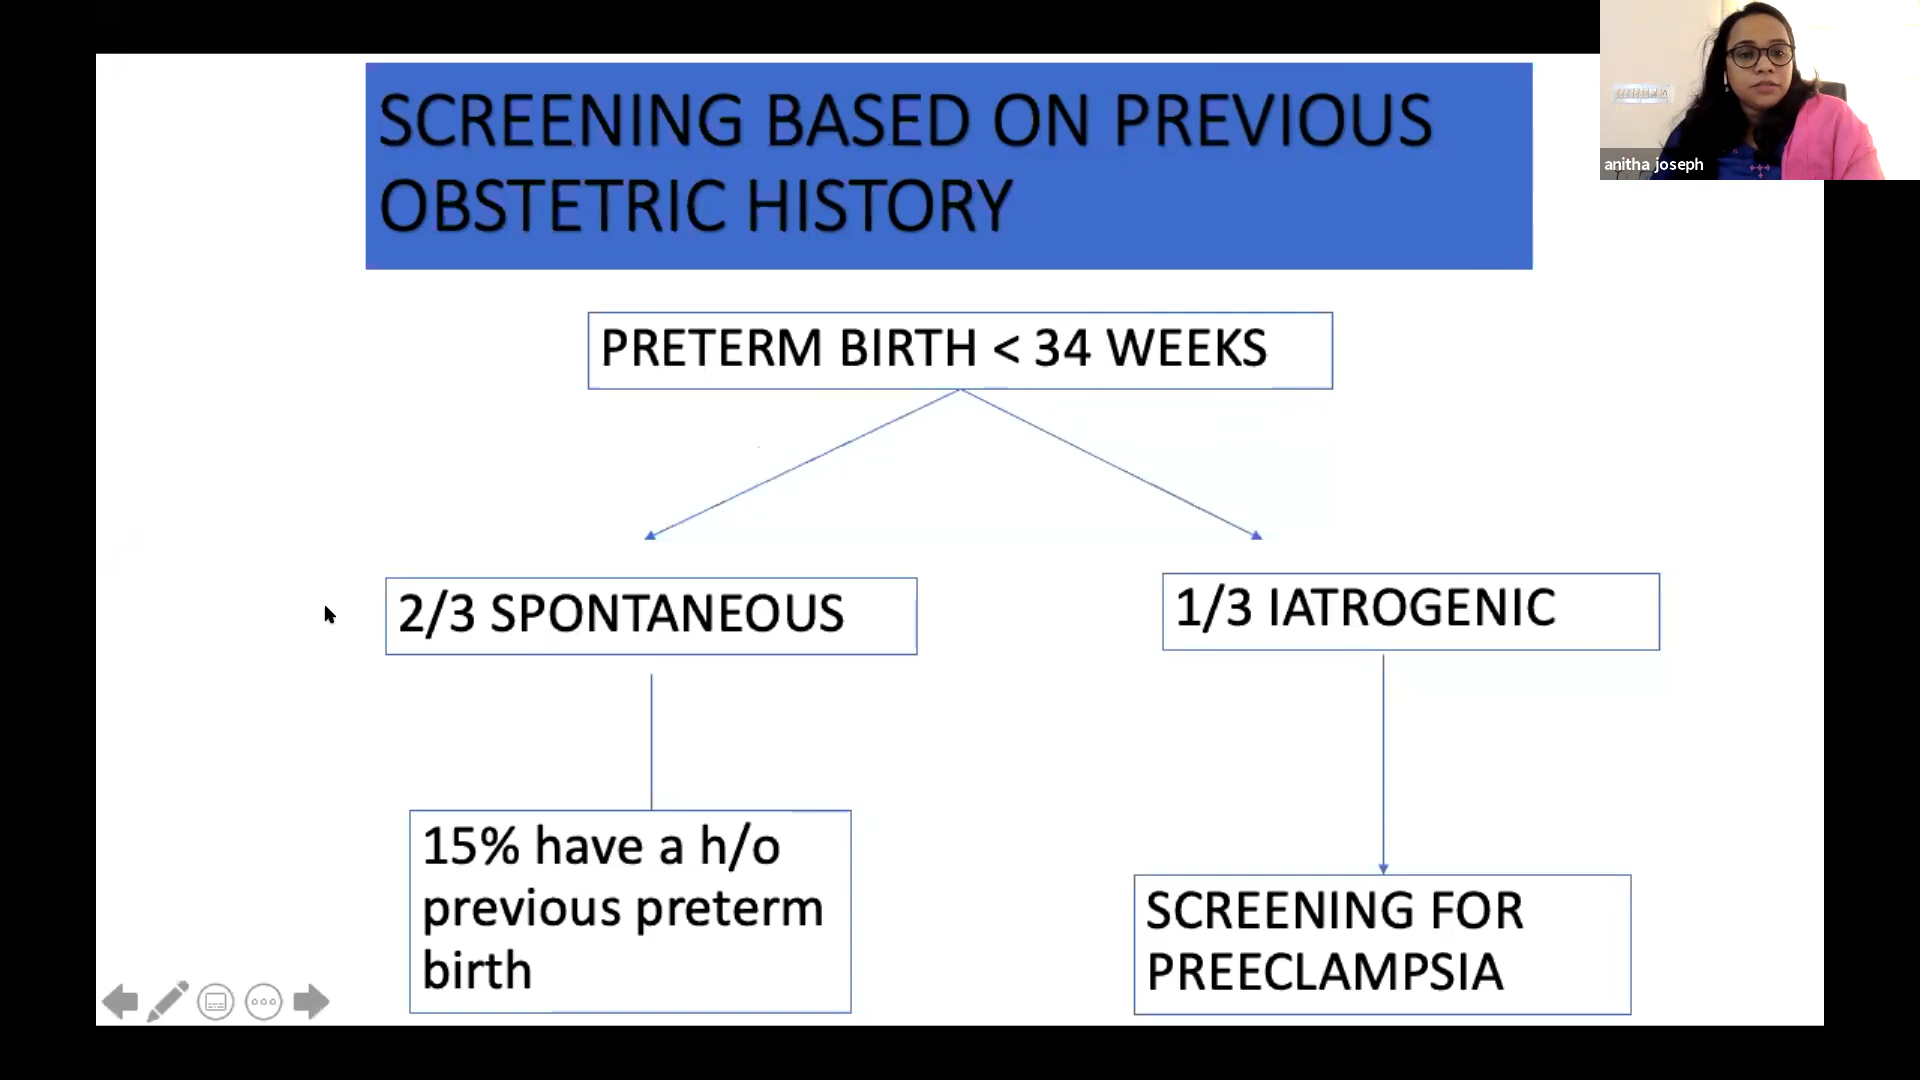 SCREENING BASED ON PREVIOUS
OBSTETRIC HISTORY
anitha joseph
PRETERM BIRTH < 34 WEEKS
2/3 SPONTANEOUS
1/3 IATROGENIC
15% have a h/o
previous preterm
birth
SCREENING FOR
PREECLAMPSIA